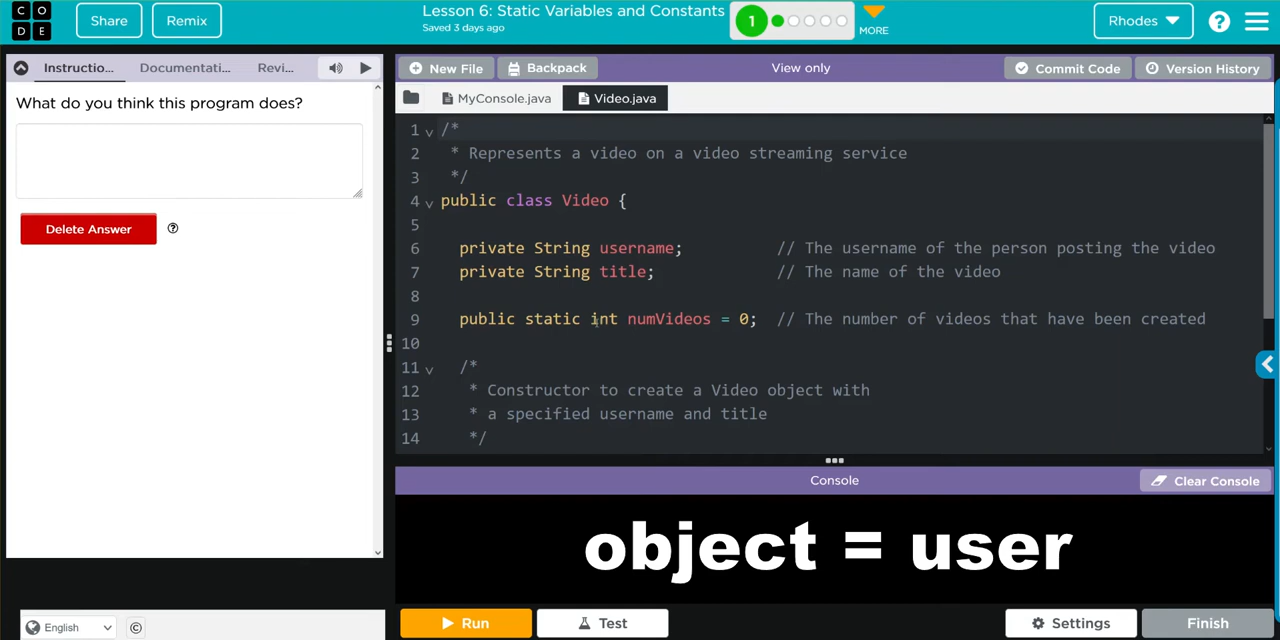 CODE
Share
Remix
Lesson 6: Static Variables and Constants
Saved 3 days ago
1
MORE
Rhodes
?
Instructio...
Documentati...
Revi...
New File
Backpack
View only
Commit Code
Version History
What do you think this program does?
Delete Answer
?
MyConsole.java
Video.java
1 /*
2 * Represents a video on a video streaming service
3 */
4 public class Video {
5
6 private String username; // The username of the person posting the video
7 private String title; // The name of the video
8
9 public static int numVideos = 0; // The number of videos that have been created
10
11 /*
12 * Constructor to create a Video object with
13 * a specified username and title
14 */
Console
Clear Console
object = user
English
©
Run
Test
Settings
Finish